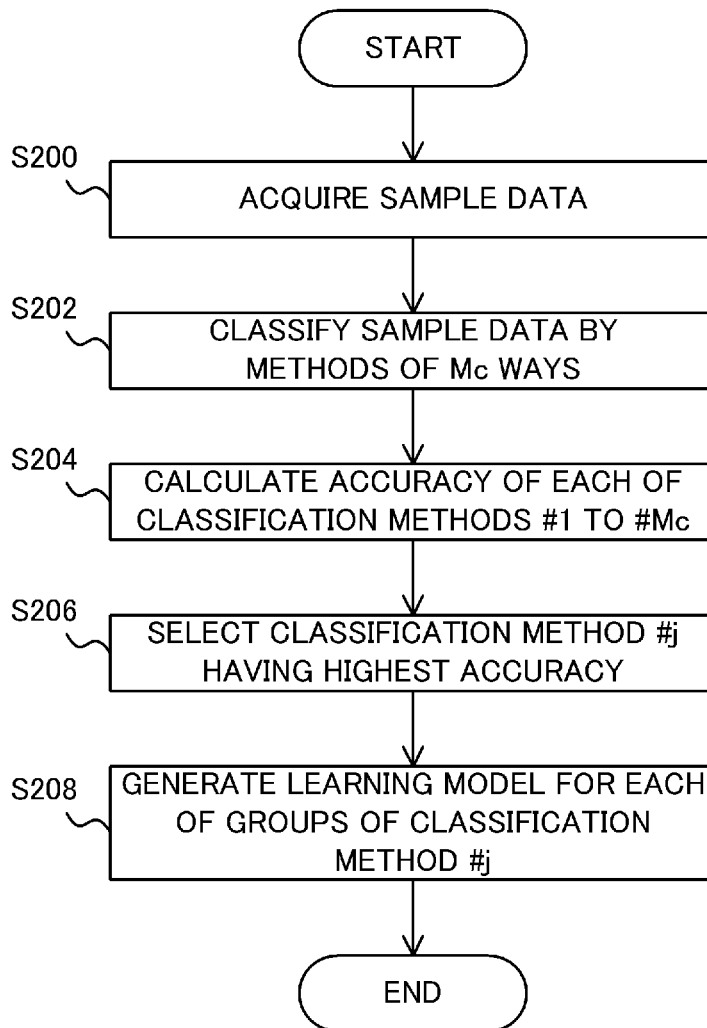 START
S200
ACQUIRE SAMPLE DATA
S202
CLASSIFY SAMPLE DATA BY
METHODS OF Mc WAYS
S204
CALCULATE ACCURACY OF EACH OF
CLASSIFICATION METHODS #1 TO #Mc
S206
SELECT CLASSIFICATION METHOD #j
HAVING HIGHEST ACCURACY
S208
GENERATE LEARNING MODEL FOR EACH
OF GROUPS OF CLASSIFICATION
METHOD #j
END